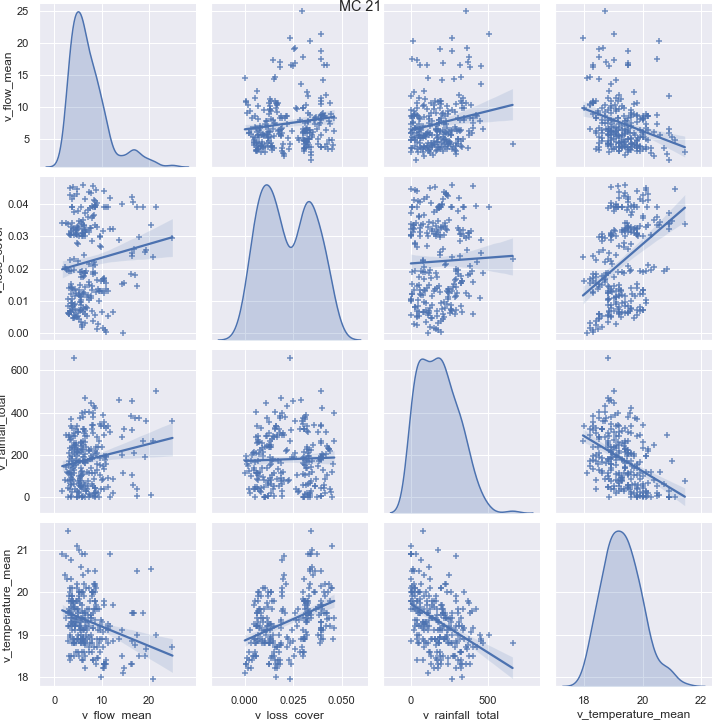 MC 21
25
20
15
10
5
v_flow_mean
0.04
0.03
0.02
0.01
0.00
v_loss_cover
600
400
200
0
v_rainfall_total
21
20
19
18
v_temperature_mean
0 10 20
0.000 0.025 0.050
0 500
18 20 22
v_flow_mean v_loss_cover v_rainfall_total v_temperature_mean